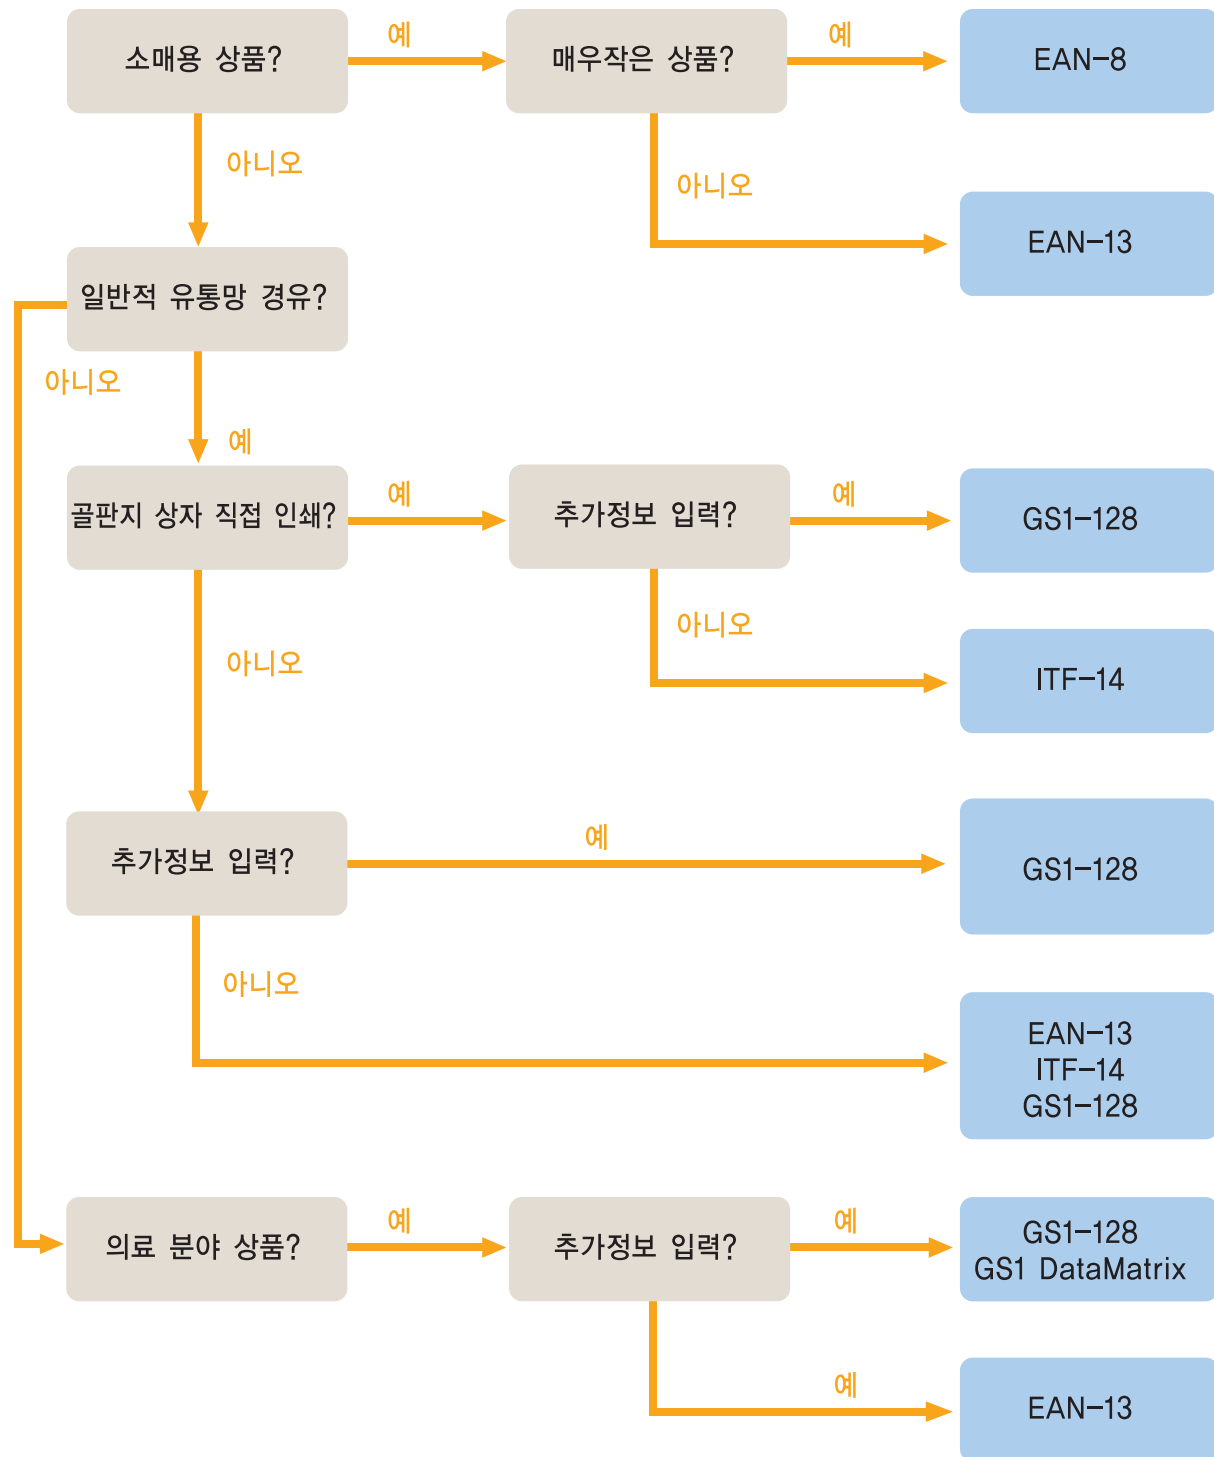 소매용 상품?
예
매우작은 상품?
예
EAN-8
아니오
아니오
EAN-13
일반적 유통망 경유?
아니오
예
골판지 상자 직접 인쇄?
예
추가정보 입력?
예
GS1-128
아니오
아니오
ITF-14
추가정보 입력?
예
GS1-128
아니오
EAN-13
ITF-14
GS1-128
의료 분야 상품?
예
추가정보 입력?
예
GS1-128
GS1 DataMatrix
예
EAN-13